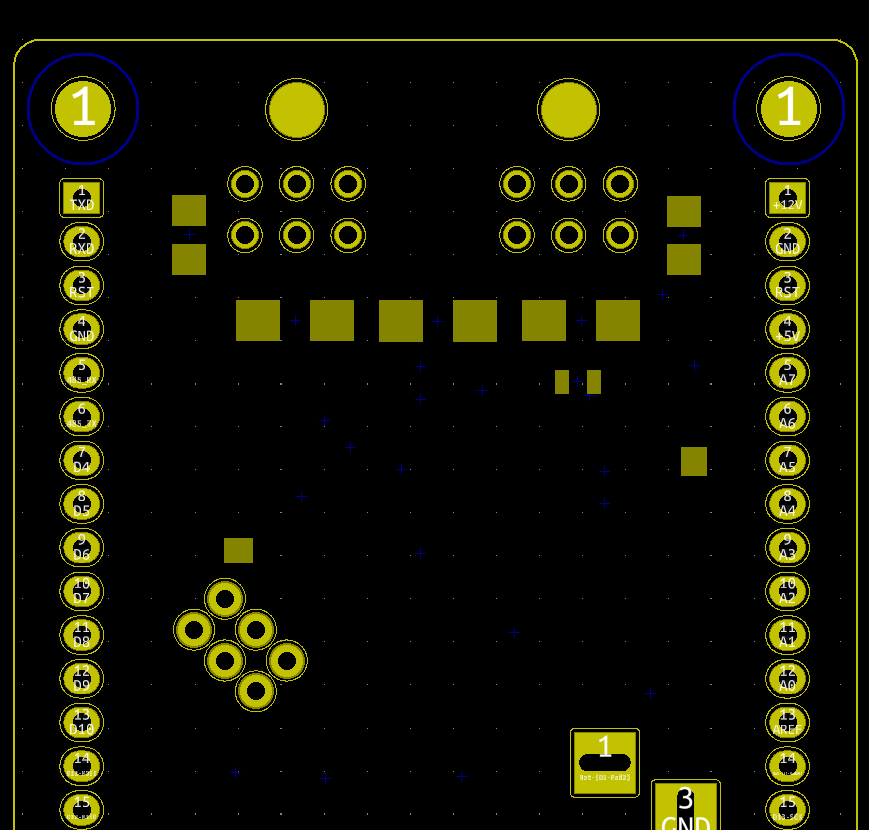 1
1
1
TXD
1
+12V
2
RXD
2
GND
3
RST
3
RST
4
GND
4
+5V
5
5
A7
6
6
A6
7
D4
7
A5
8
D5
8
A4
9
D6
9
A3
10
D7
10
A2
11
D8
11
A1
12
D9
12
A0
13
D10
13
AREF
1
14
14
Net-(D1-Pad2)
3
GND
15
15